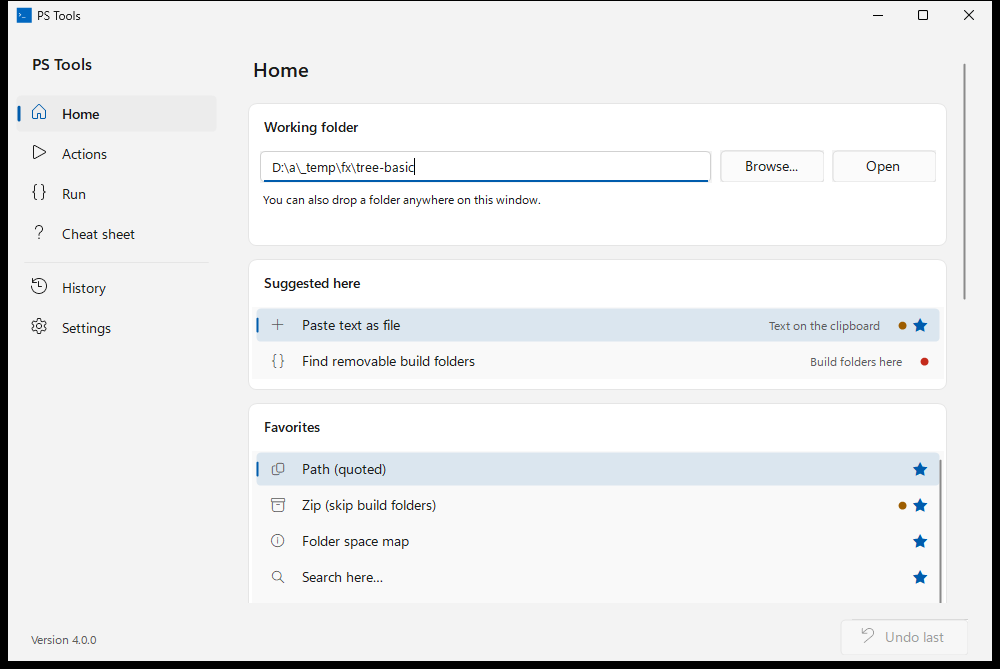 PS Tools
PS Tools
Home
Actions
Run
Cheat sheet
History
Settings
Version 4.0.0
Home
Working folder
D:\a\_temp\fx\tree-basic
Browse...
Open
You can also drop a folder anywhere on this window.
Suggested here
Paste text as file Text on the clipboard
Find removable build folders Build folders here
Favorites
Path (quoted)
Zip (skip build folders)
Folder space map
Search here...
Undo last